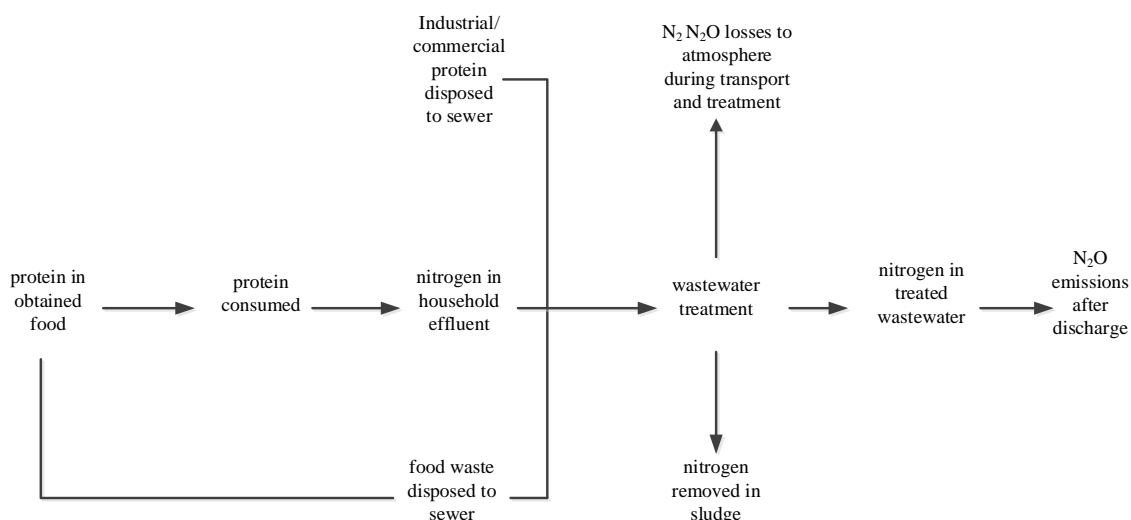 Industrial/
commercial
protein
disposed
to sewer
N₂ N₂O losses to
atmosphere
during transport
and treatment
protein in
obtained
food
protein
consumed
nitrogen in
household
effluent
wastewater
treatment
nitrogen in
treated
wastewater
N₂O
emissions
after
discharge
food waste
disposed to
sewer
nitrogen
removed in
sludge